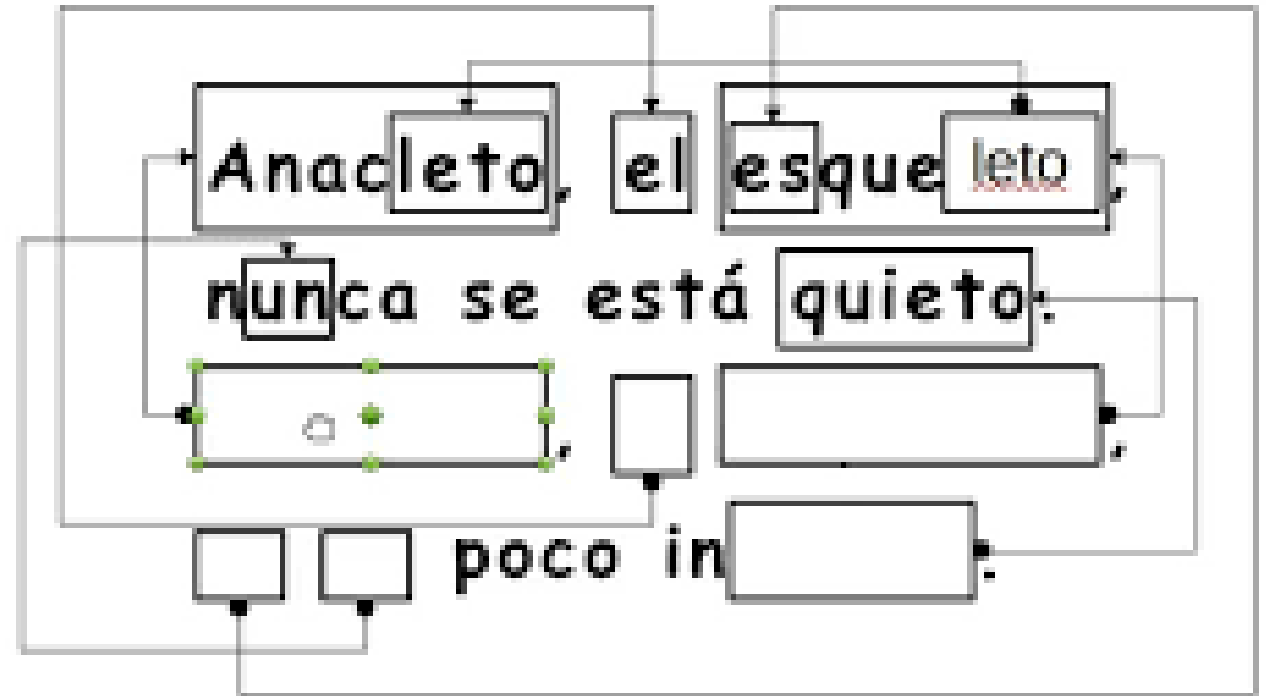 Anacleto, el esqueleto,
nunca se está quieto.
, ,
poco in .